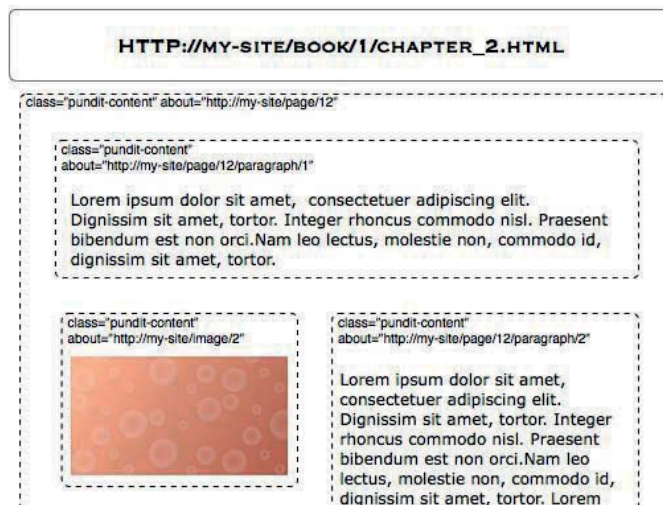 HTTP://MY-SITE/BOOK/1/CHAPTER_2.HTML
class="pundit-content" about="http://my-site/page/12"
class="pundit-content"
about="http://my-site/page/12/paragraph/1"
Lorem ipsum dolor sit amet,  consectetuer adipiscing elit.
Dignissim sit amet, tortor. Integer rhoncus commodo nisl. Praesent
bibendum est non orci.Nam leo lectus, molestie non, commodo id,
dignissim sit amet, tortor.
class="pundit-content"
about="http://my-site/image/2"
class="pundit-content"
about="http://my-site/page/12/paragraph/2"
Lorem ipsum dolor sit amet,
consectetuer adipiscing elit.
Dignissim sit amet, tortor. Integer
rhoncus commodo nisl. Praesent
bibendum est non orci.Nam leo
lectus, molestie non, commodo id,
dignissim sit amet, tortor. Lorem